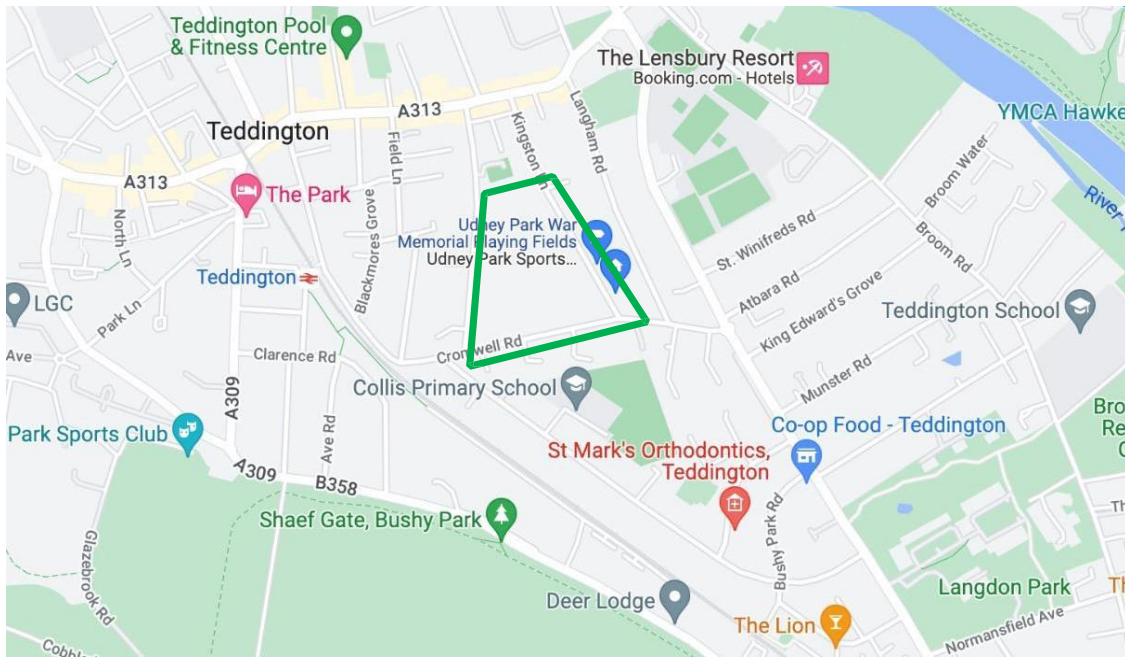 Teddington Pool
& Fitness Centre
The Lensbury Resort
Booking.com - Hotels
YMCA Hawke
A313
Langham Rd
Kingston Ln
Field Ln
Teddington
A313
The Park
North Ln
Blackmores Grove
Udney Park War
Memorial Playing Fields
Udney Park Sports...
Broom Water
Broom Rd
St. Winifreds Rd
Atbara Rd
King Edward's Grove
Teddington School
Teddington
LGC
Park Ln
Ave
Clarence Rd
Cromwell Rd
Collis Primary School
Munster Rd
A309
Ave Rd
Park Sports Club
A309
B358
Co-op Food - Teddington
St Mark's Orthodontics,
Teddington
Bro
Re
C
Shaef Gate, Bushy Park
Glazebrook Rd
Bushy Park Rd
Th
Langdon Park
Deer Lodge
The Lion
Th
Normansfield Ave